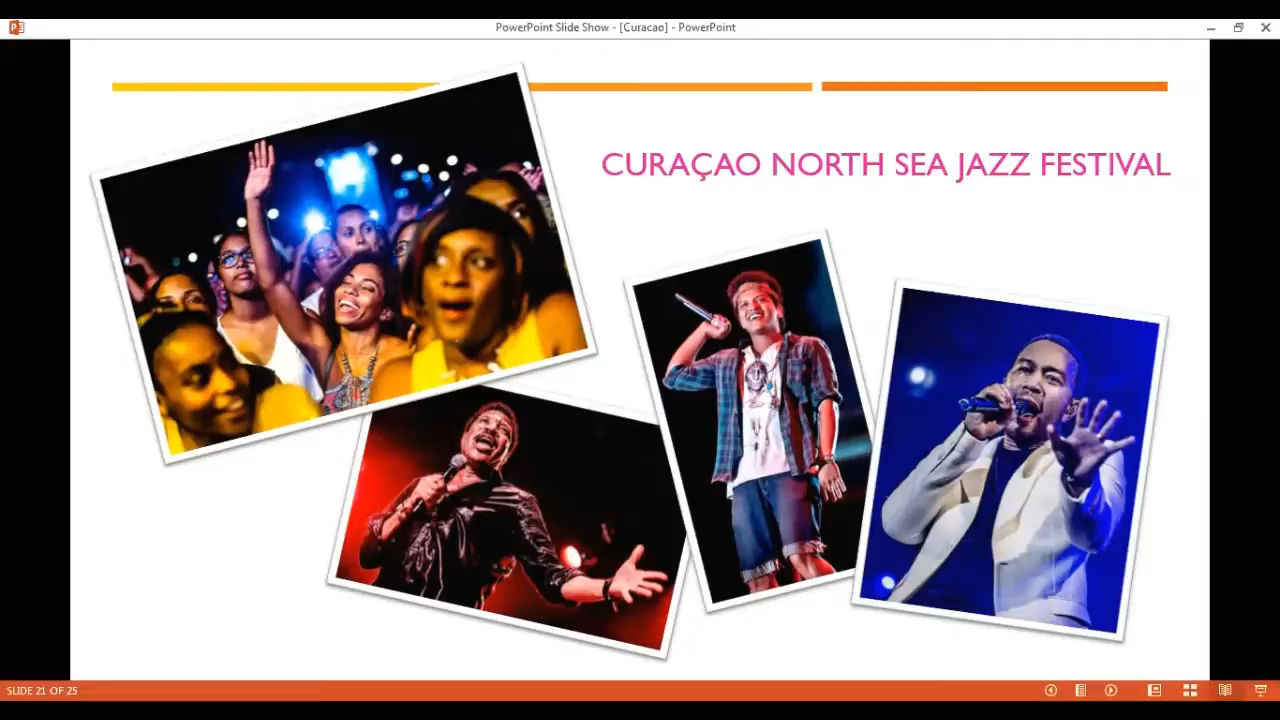 PowerPoint Slide Show - [Curacao] - PowerPoint
CURAÇAO NORTH SEA JAZZ FESTIVAL
SLIDE 21 OF 25